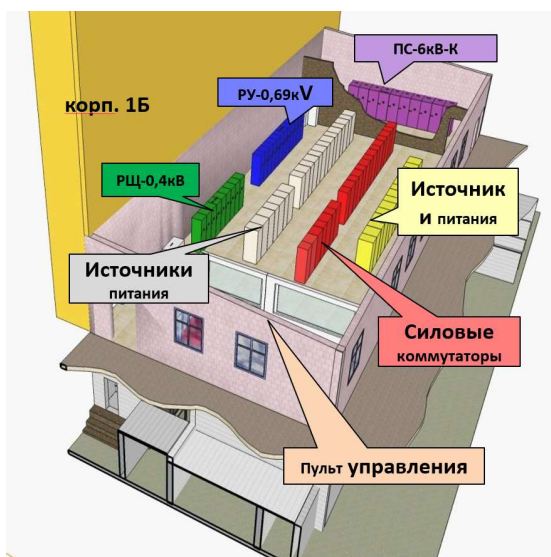 ПС-6кВ-К
РУ-0,69кV
корп. 1Б
РЩ-0,4кВ
Источник
и питания
Источники
питания
Силовые
коммутаторы
Пульт управления